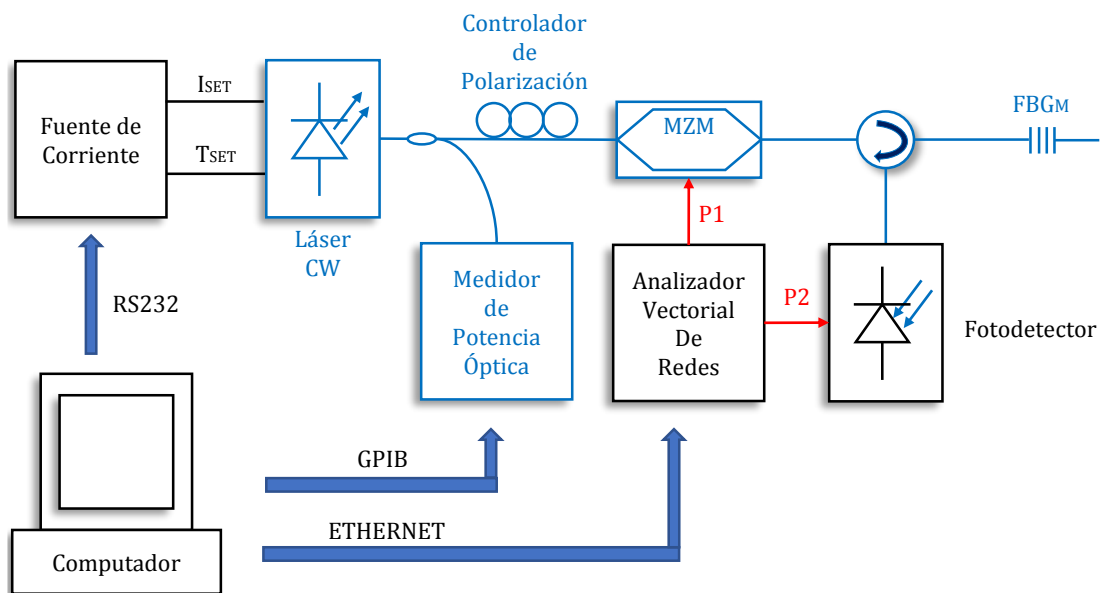 Controlador
de
Polarización
Fuente de
Corriente
ISET
TSET
Láser
CW
MZM
FBGM
P1
P2
Medidor
de
Potencia
Óptica
Analizador
Vectorial
De
Redes
Fotodetector
RS232
GPIB
ETHERNET
Computador